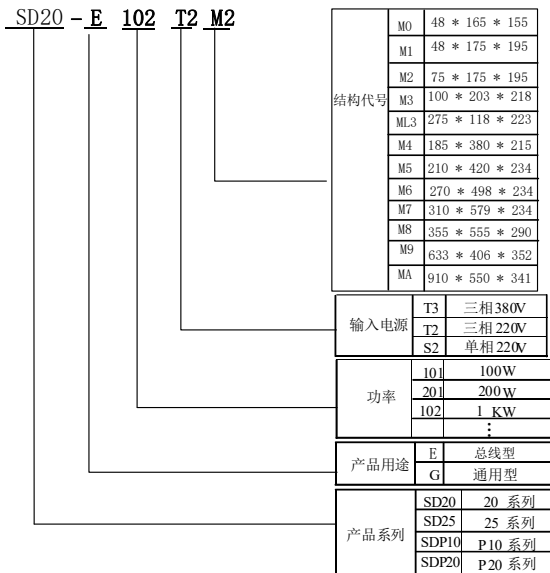 SD20 - E 102 T2 M2
结构代号
M0 48 * 165 * 155
M1 48 * 175 * 195
M2 75 * 175 * 195
M3 100 * 203 * 218
ML3 275 * 118 * 223
M4 185 * 380 * 215
M5 210 * 420 * 234
M6 270 * 498 * 234
M7 310 * 579 * 234
M8 355 * 555 * 290
M9 633 * 406 * 352
MA 910 * 550 * 341
输入电源
T3 三相380V
T2 三相220V
S2 单相220V
功率
101 100W
201 200W
102 1 KW
⋮
产品用途
E 总线型
G 通用型
产品系列
SD20 20 系列
SD25 25 系列
SDP10 P10 系列
SDP20 P20 系列